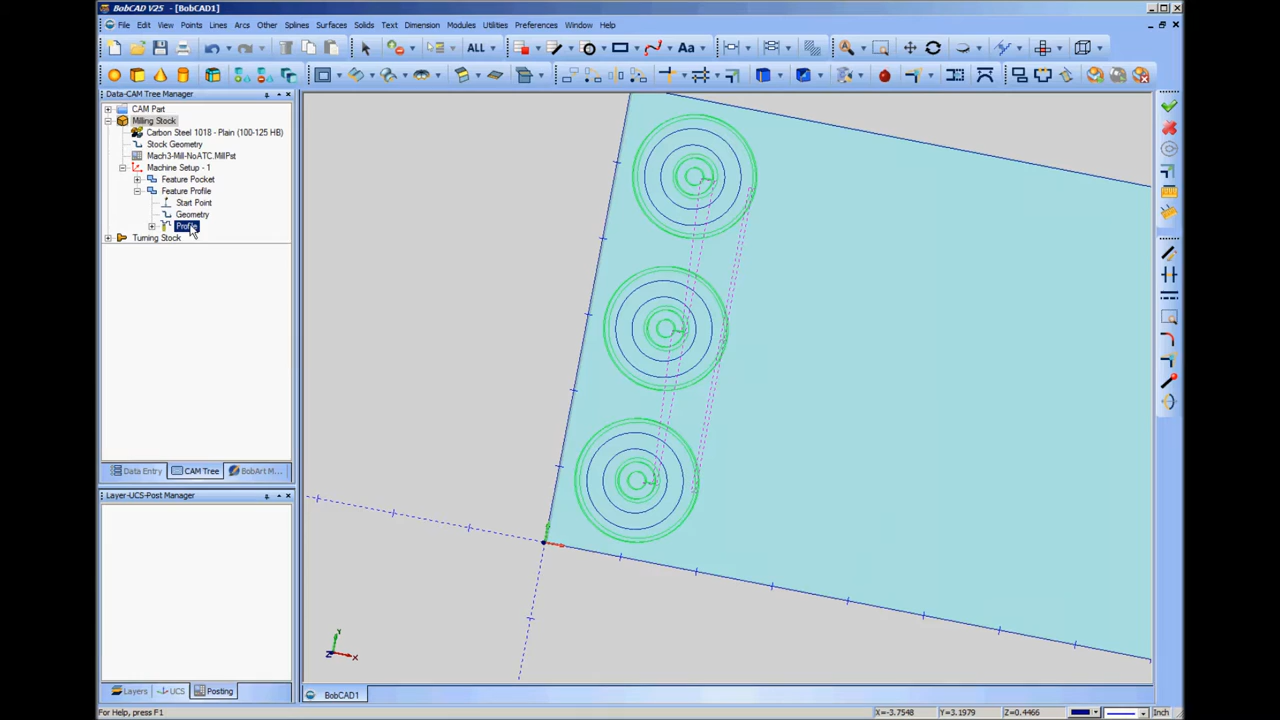 BobCAD V25 - [BobCAD1]
File Edit View Points Lines Arcs Other Splines Surfaces Solids Text Dimension Modules Utilities Preferences Window Help
ALL
Aa
Data-CAM Tree Manager
CAM Part
Milling Stock
Carbon Steel 1018 - Plain (100-125 HB)
Stock Geometry
Mach3-Mill-NoATC.MillPst
Machine Setup - 1
Feature Pocket
Feature Profile
Start Point
Geometry
Profile
Turning Stock
Data Entry CAM Tree BobArt M...
Layer-UCS-Post Manager
Y
Z X
Layers UCS Posting
BobCAD1
For Help, press F1 X=-3.7548 Y=3.1979 Z=0.4466 Inch